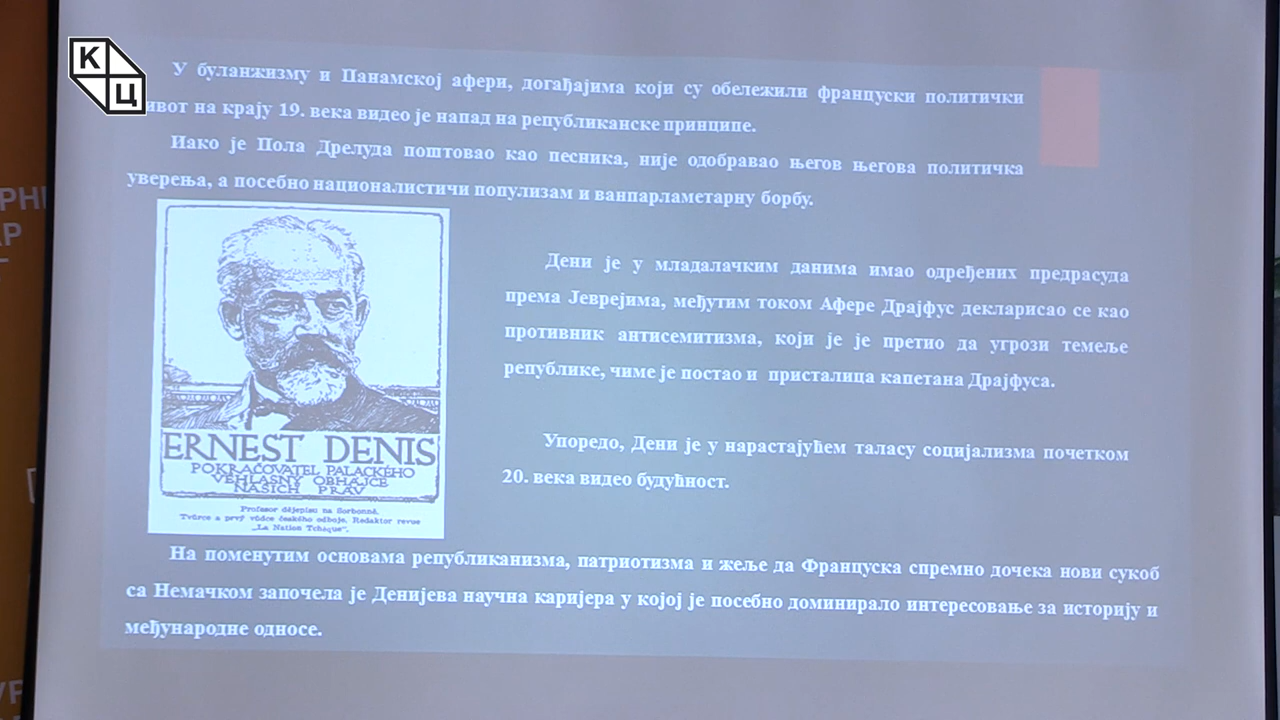 К
Ц
У буланжизму и Панамској афери, догађајима који су обележили француски политички
ивот на крају 19. века видео је напад на републиканске принципе.
Иако је Пола Дрелуда поштовао као песника, није одобравао његов његова политичка
уверења, а посебно националистичи популизам и ванпарламетарну борбу.
Дени је у младалачким данима имао одређених предрасуда
према Јеврејима, међутим током Афере Драјфус декларисао се као
противник антисемитизма, који је је претио да угрози темеље
републике, чиме је постао и присталица капетана Драјфуса.
ERNEST DENIS
POKRAČOVATEL PALACKÉHO
VĚHLASNÝ OBHÁJCE
NAŠICH PRÁV
Profesor dějepisu na Sorbonně,
Tvůrce a prvý vůdce českého odboje, Redaktor revue
„La Nation Tchèque“.
Упоредо, Дени је у нарастајућем таласу социјализма почетком
20. века видео будућност.
На поменутим основама републиканизма, патриотизма и жеље да Француска спремно дочека нови сукоб
са Немачком започела је Денијева научна каријера у којој је посебно доминирало интересовање за историју и
међународне односе.